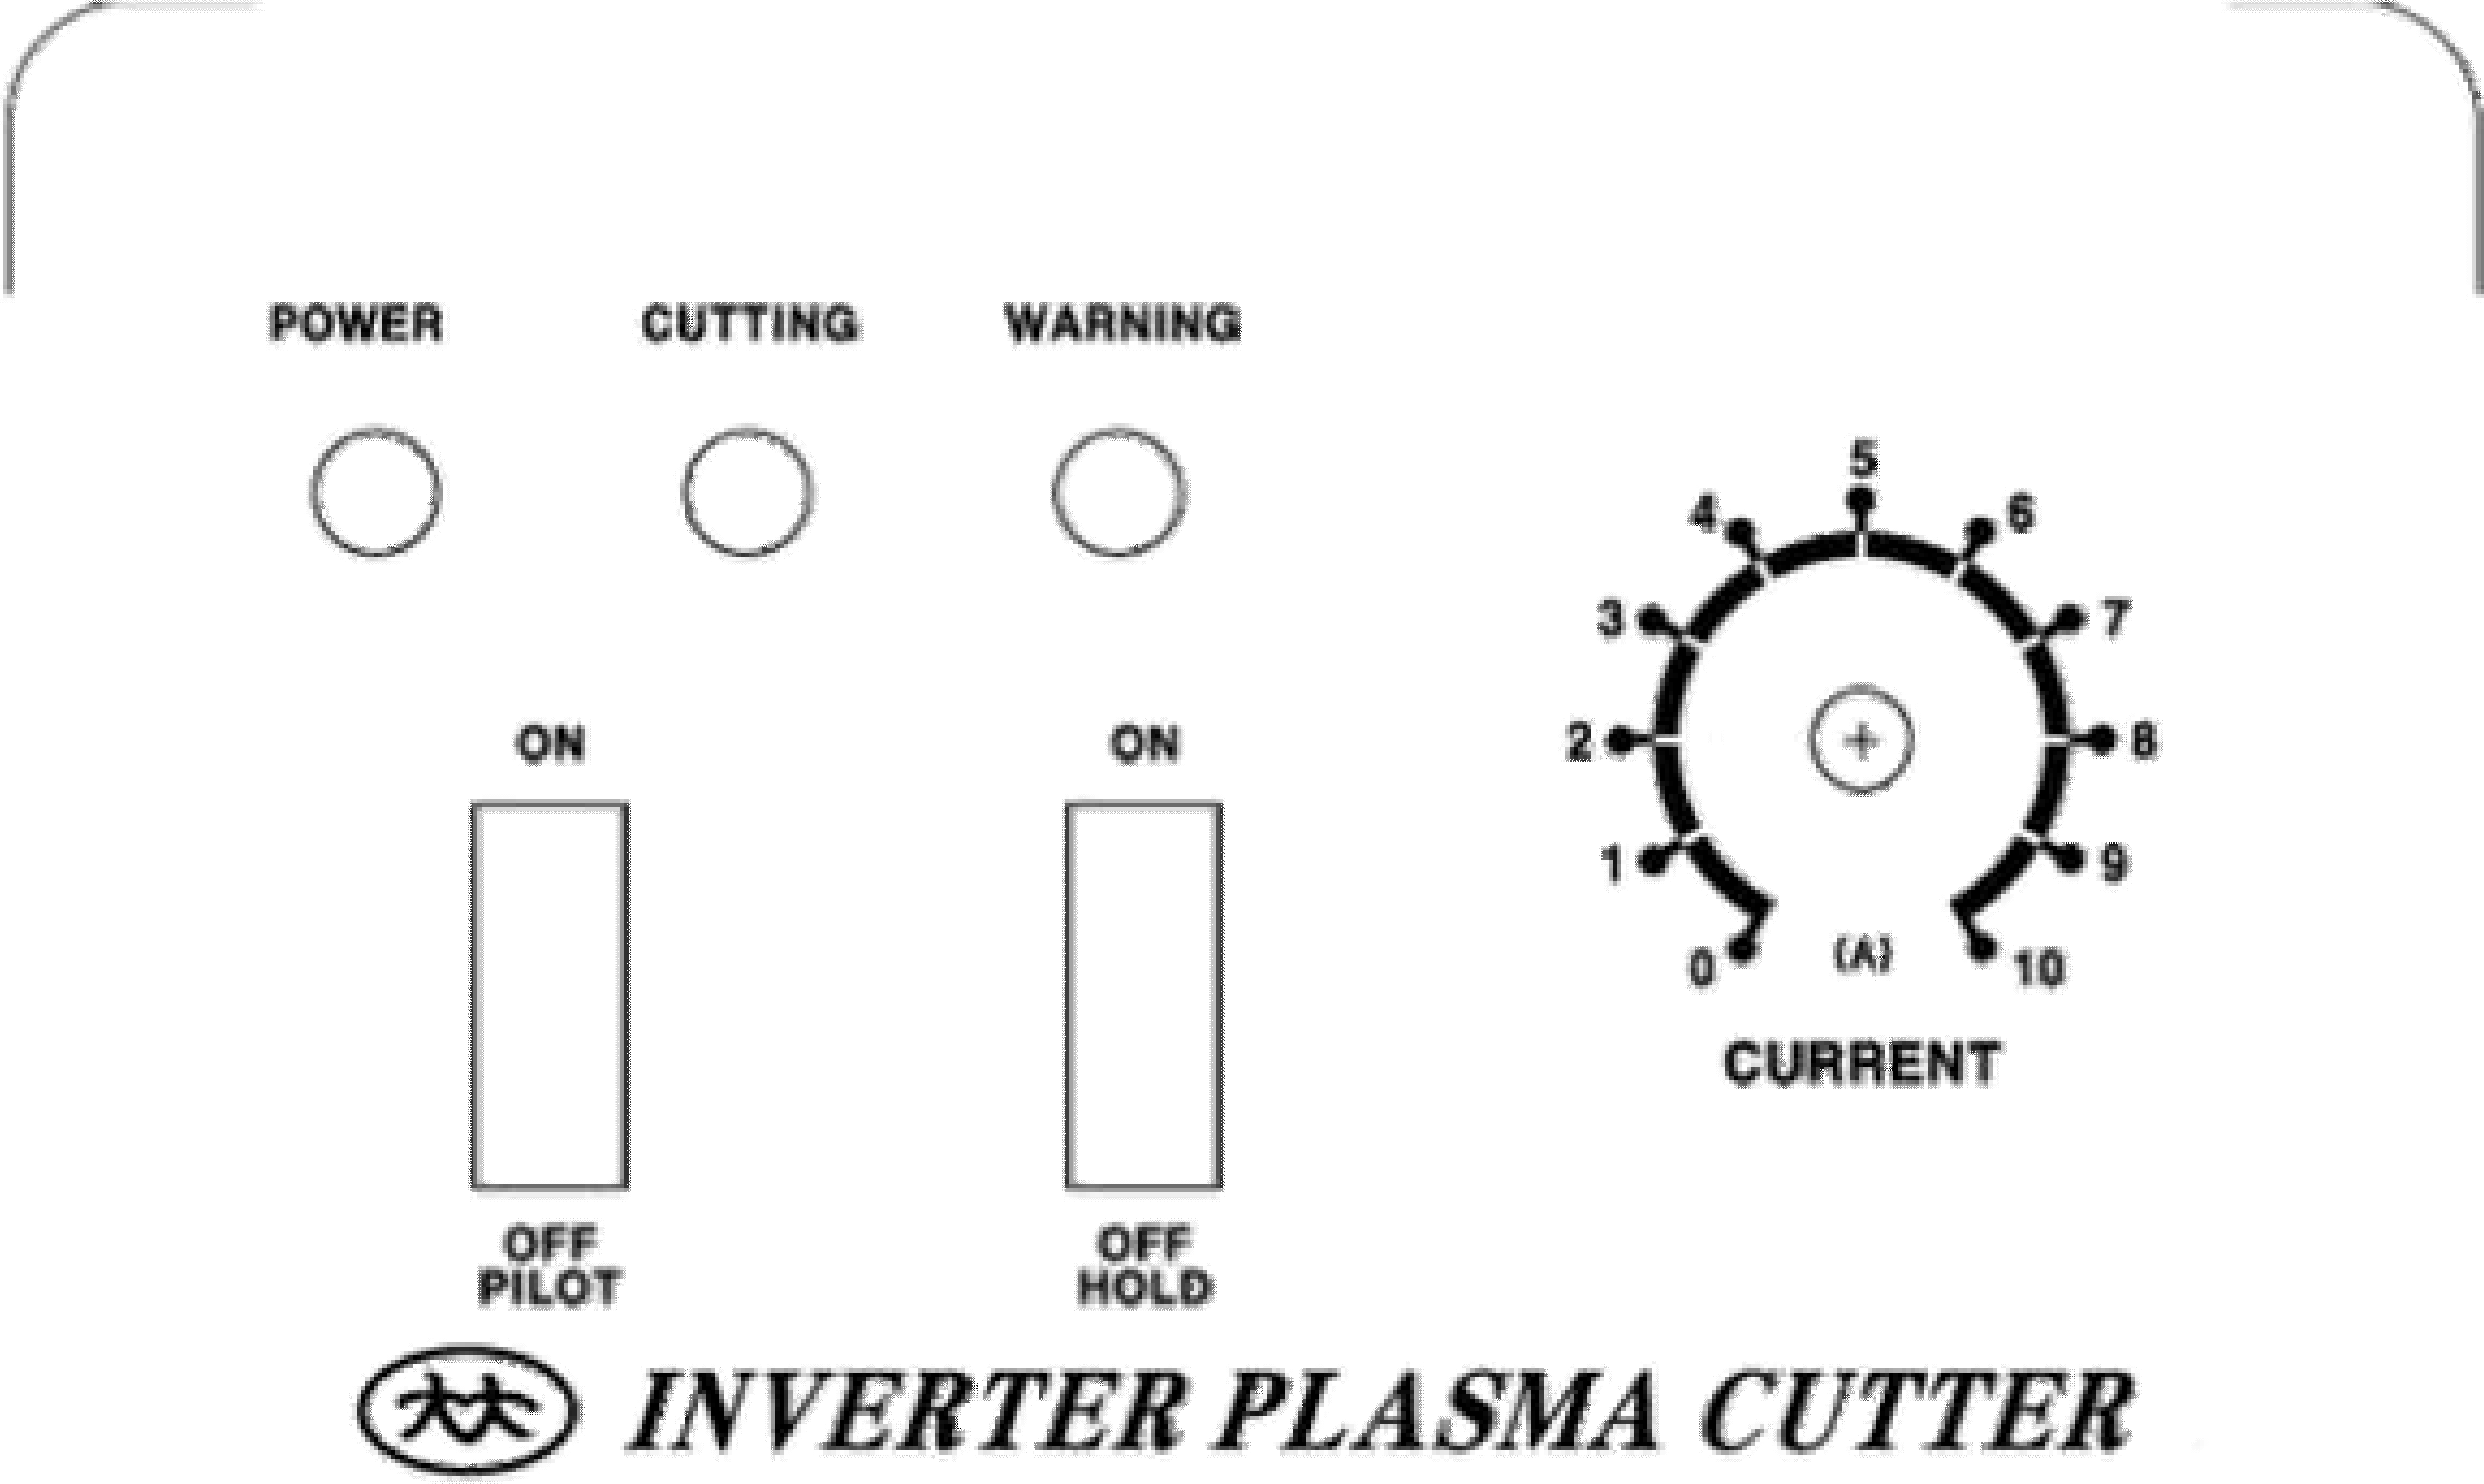 POWER CUTTING WARNING
5
4 6
3 7
ON ON
2 8
1 9
0 (A) 10
CURRENT
OFF OFF
PILOT HOLD
INVERTER PLASMA CUTTER